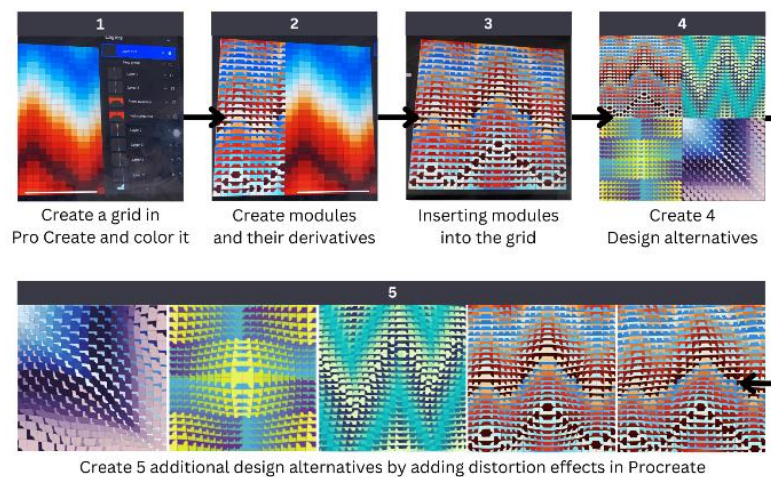 1
2
3
4
Create a grid in
Pro Create and color it
Create modules
and their derivatives
Inserting modules
into the grid
Create 4
Design alternatives
5
Create 5 additional design alternatives by adding distortion effects in Procreate